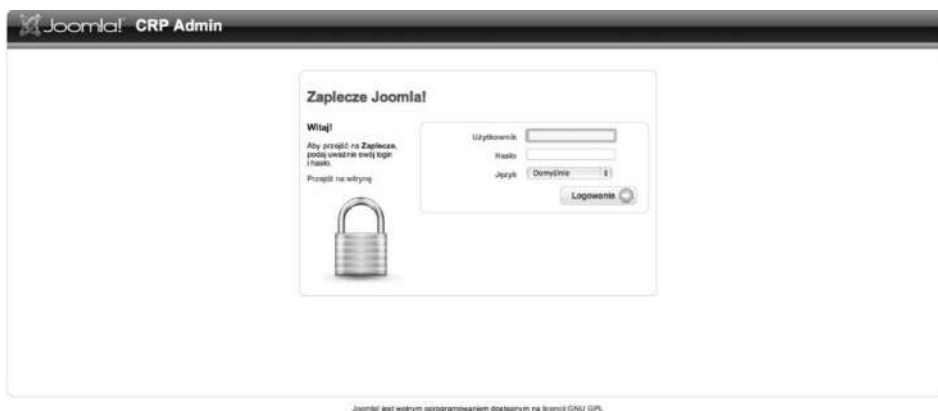 Joomla! CRP Admin
Zaplecze Joomla!
Witaj!
Aby przejść na Zaplecze,
podaj uważnie swój login
i hasło.
Przejdź na witrynę
Użytkownik
Hasło
Język Domyślnie
Logowanie
Joomla! jest wolnym oprogramowaniem dostępnym na licencji GNU GPL.